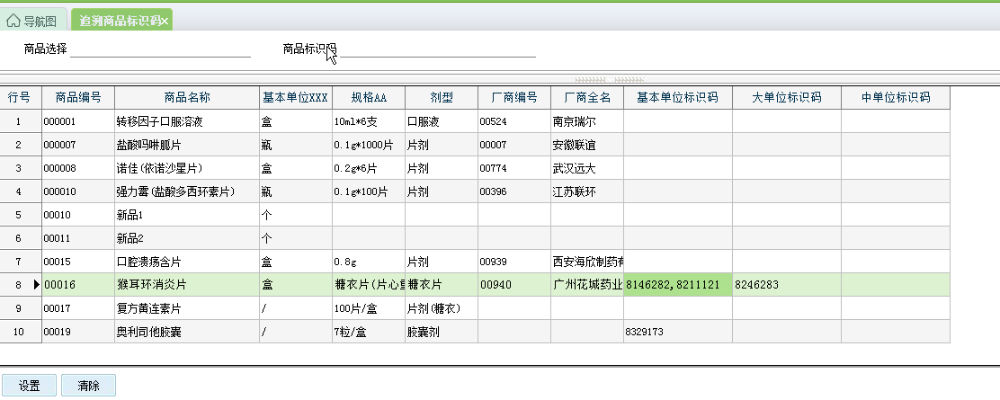 导航图 追溯商品标识码×
商品选择 商品标识码
行号 商品编号 商品名称 基本单位XXX 规格AA 剂型 厂商编号 厂商全名 基本单位标识码 大单位标识码 中单位标识码
1 000001 转移因子口服溶液 盒 10ml*6支 口服液 00524 南京瑞尔
2 000007 盐酸吗啉胍片 瓶 0.1g*1000片 片剂 00007 安徽联谊
3 000008 诺佳(依诺沙星片) 盒 0.2g*6片 片剂 00774 武汉远大
4 000010 强力霉(盐酸多西环素片) 瓶 0.1g*100片 片剂 00396 江苏联环
5 00010 新品1 个
6 00011 新品2 个
7 00015 口腔溃疡含片 盒 0.8g 片剂 00939 西安海欣制药有
8 00016 猴耳环消炎片 盒 糖衣片(片心重 糖衣片 00940 广州花城药业 8146282,8211121 8246283
9 00017 复方黄连素片 / 100片/盒 片剂(糖衣)
10 00019 奥利司他胶囊 / 7粒/盒 胶囊剂 8329173
设置 清除